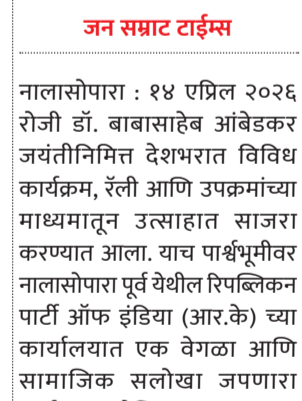 जन सम्राट टाईम्स
नालासोपारा : १४ एप्रिल २०२६
रोजी डॉ. बाबासाहेब आंबेडकर
जयंतीनिमित्त देशभरात विविध
कार्यक्रम, रॅली आणि उपक्रमांच्या
माध्यमातून उत्साहात साजरा
करण्यात आला. याच पार्श्वभूमीवर
नालासोपारा पूर्व येथील रिपब्लिकन
पार्टी ऑफ इंडिया (आर.के) च्या
कार्यालयात एक वेगळा आणि
सामाजिक सलोखा जपणारा